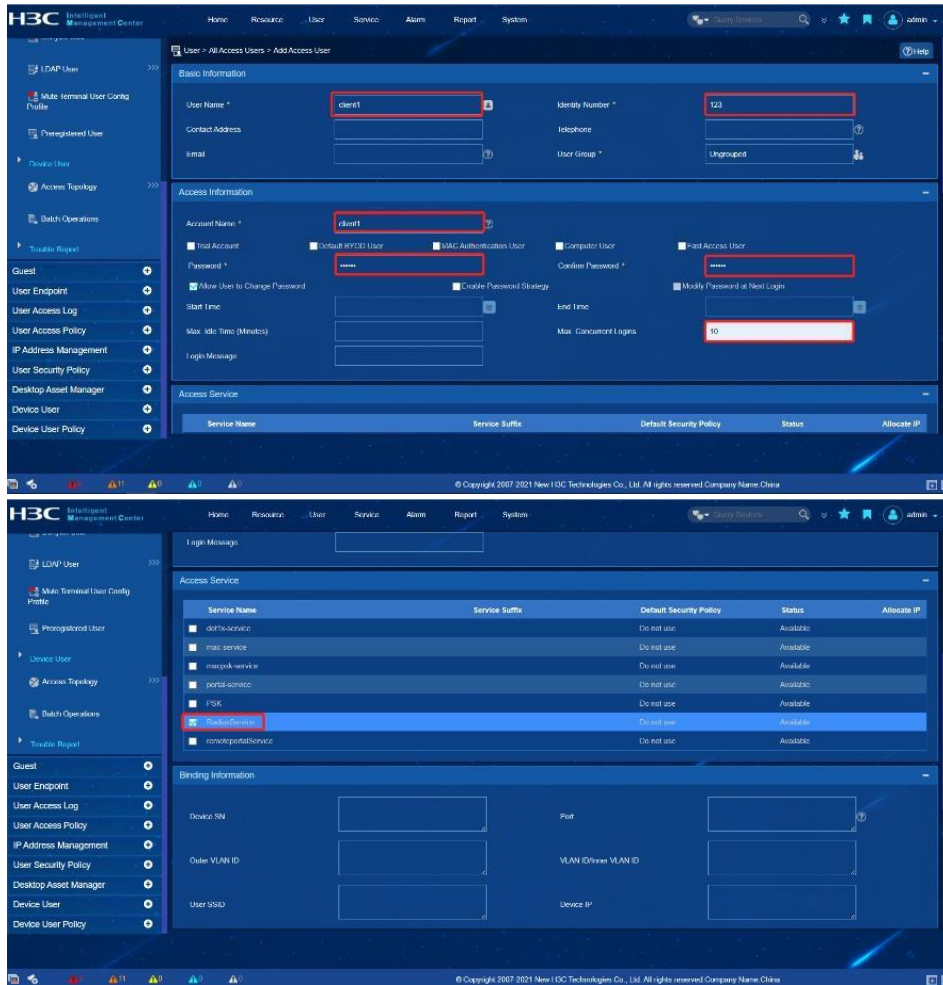 H3C Intelligent Management Center
Home Resource User Service Alarm Report System
Query Devices
admin
User > All Access Users > Add Access User
Help
LDAP User
Mute Terminal User Config Profile
Preregistered User
Device User
Access Topology
Batch Operations
Trouble Report
Guest
User Endpoint
User Access Log
User Access Policy
IP Address Management
User Security Policy
Desktop Asset Manager
Device User
Device User Policy
Basic Information
User Name * client1 Identity Number * 123
Contact Address Telephone
Email User Group * Ungrouped
Access Information
Account Name * client1
Trial Account Default BYOD User MAC Authentication User Computer User Fast Access User
Password * •••••• Confirm Password * ••••••
Allow User to Change Password Enable Password Strategy Modify Password at Next Login
Start Time End Time
Max. Idle Time (Minutes) Max. Concurrent Logins 10
Login Message
Access Service
Service Name Service Suffix Default Security Policy Status Allocate IP
11 0 0 0
© Copyright 2007-2021 New H3C Technologies Co., Ltd. All rights reserved.Company Name:China
H3C Intelligent Management Center
Home Resource User Service Alarm Report System
Query Devices
admin
LDAP User
Mute Terminal User Config Profile
Preregistered User
Device User
Access Topology
Batch Operations
Trouble Report
Guest
User Endpoint
User Access Log
User Access Policy
IP Address Management
User Security Policy
Desktop Asset Manager
Device User
Device User Policy
Login Message
Access Service
Service Name Service Suffix Default Security Policy Status Allocate IP
dot1x-service Do not use Available
mac service Do not use Available
macpsk-service Do not use Available
portal-service Do not use Available
PSK Do not use Available
RadiusService Do not use Available
remoteportalService Do not use Available
Binding Information
Device SN Port
Outer VLAN ID VLAN ID/Inner VLAN ID
User SSID Device IP
11 0 0 0
© Copyright 2007-2021 New H3C Technologies Co., Ltd. All rights reserved.Company Name:China